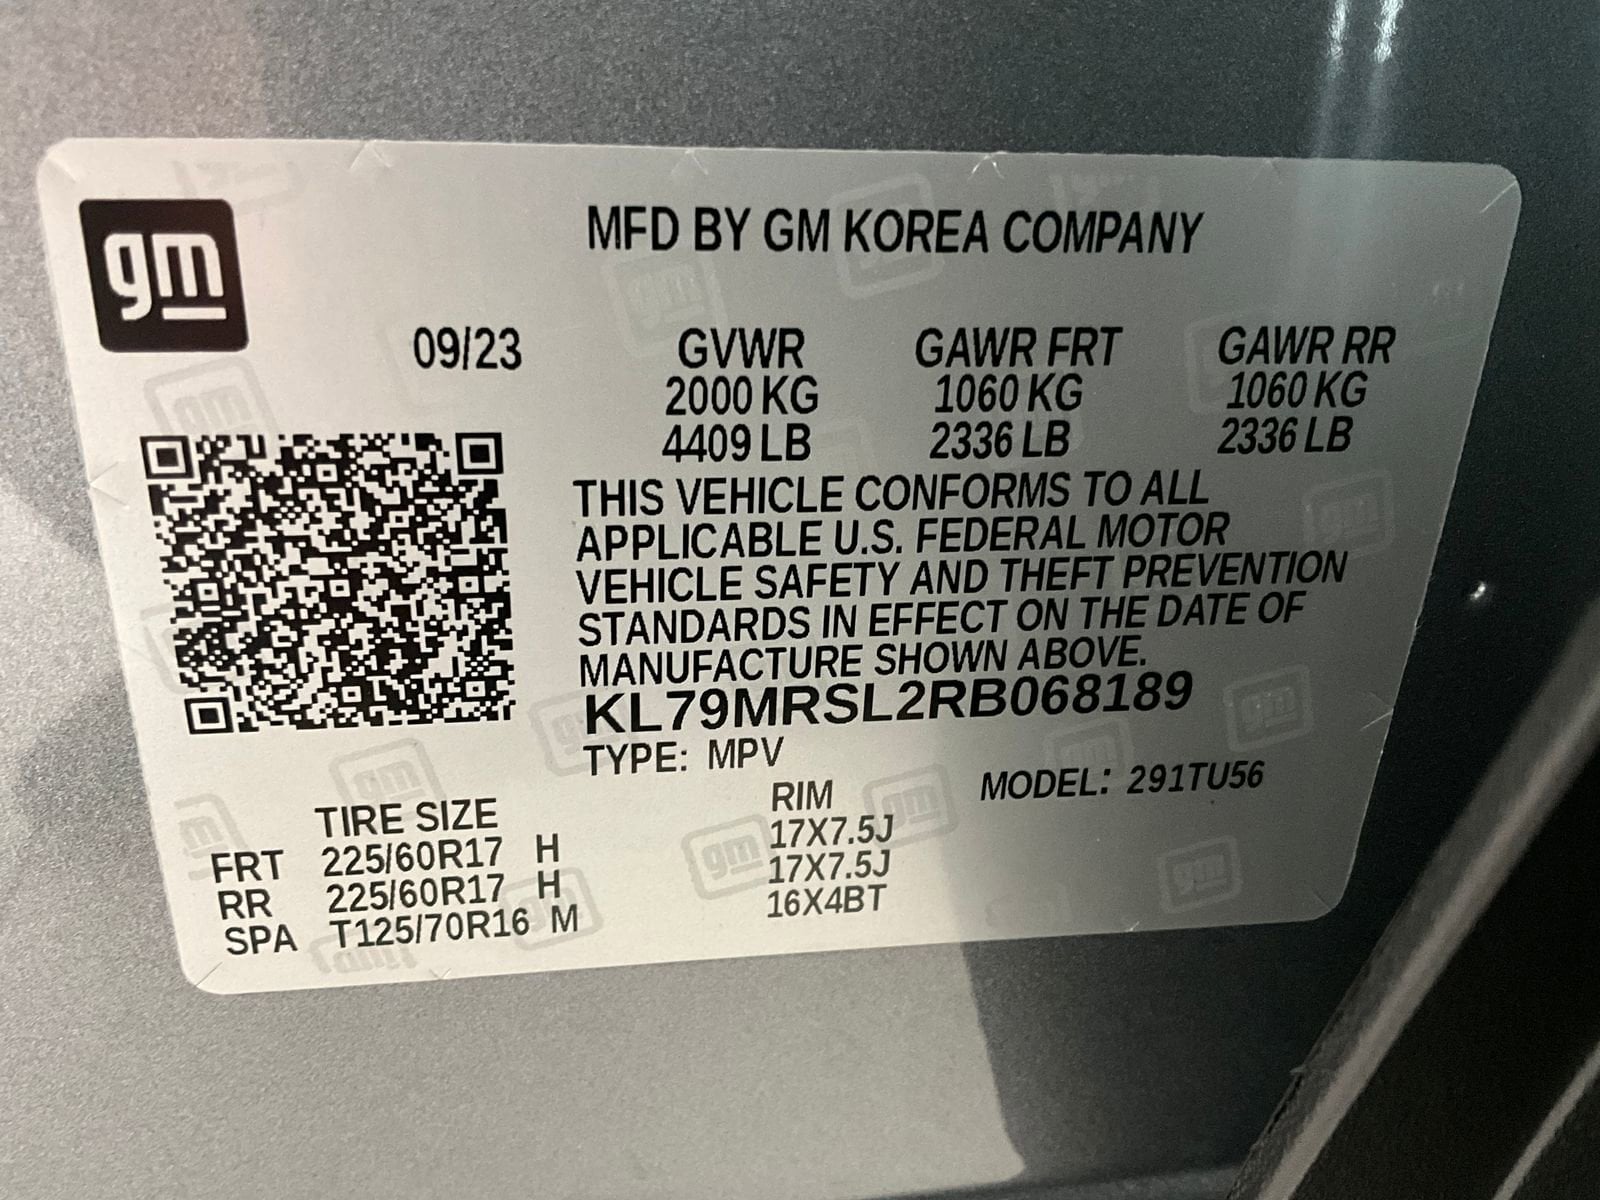 gm
MFD BY GM KOREA COMPANY
09/23 GVWR GAWR FRT GAWR RR
2000 KG 1060 KG 1060 KG
4409 LB 2336 LB 2336 LB
THIS VEHICLE CONFORMS TO ALL
APPLICABLE U.S. FEDERAL MOTOR
VEHICLE SAFETY AND THEFT PREVENTION
STANDARDS IN EFFECT ON THE DATE OF
MANUFACTURE SHOWN ABOVE.
KL79MRSL2RB068189
TYPE: MPV MODEL: 291TU56
TIRE SIZE RIM
FRT 225/60R17 H 17X7.5J
RR 225/60R17 H 17X7.5J
SPA T125/70R16 M 16X4BT